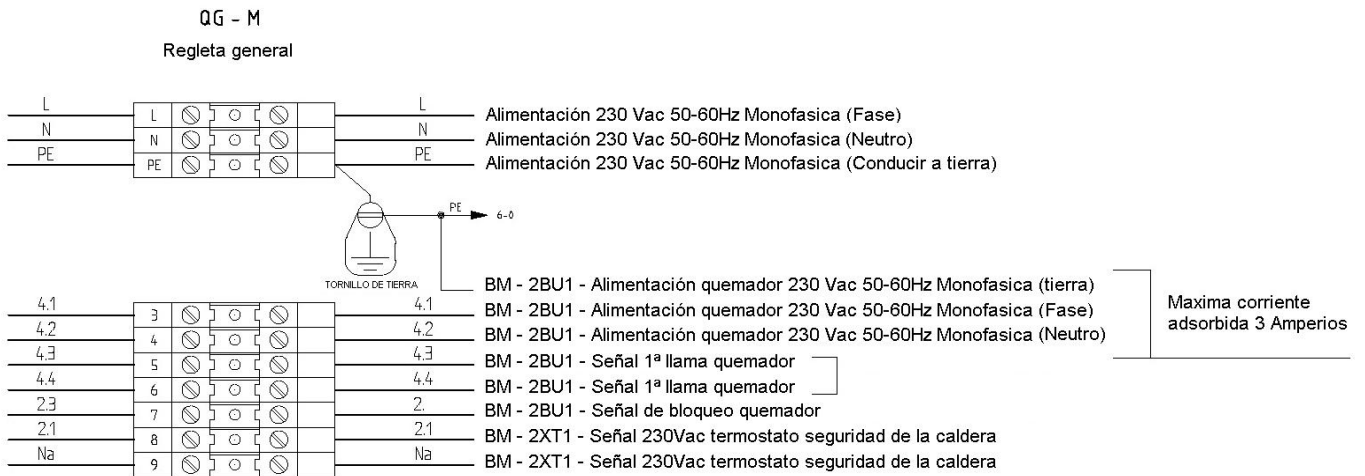 QG - M
Regleta general
L L L Alimentación 230 Vac 50-60Hz Monofasica (Fase)
N N N Alimentación 230 Vac 50-60Hz Monofasica (Neutro)
PE PE PE Alimentación 230 Vac 50-60Hz Monofasica (Conducir a tierra)
PE 6-0
TORNILLO DE TIERRA
BM - 2BU1 - Alimentación quemador 230 Vac 50-60Hz Monofasica (tierra)
4.1 3 4.1 BM - 2BU1 - Alimentación quemador 230 Vac 50-60Hz Monofasica (Fase)
4.2 4 4.2 BM - 2BU1 - Alimentación quemador 230 Vac 50-60Hz Monofasica (Neutro)
Maxima corriente
adsorbida 3 Amperios
4.3 5 4.3 BM - 2BU1 - Señal 1ª llama quemador
4.4 6 4.4 BM - 2BU1 - Señal 1ª llama quemador
2.3 7 2. BM - 2BU1 - Señal de bloqueo quemador
2.1 8 2.1 BM - 2XT1 - Señal 230Vac termostato seguridad de la caldera
Na 9 Na BM - 2XT1 - Señal 230Vac termostato seguridad de la caldera